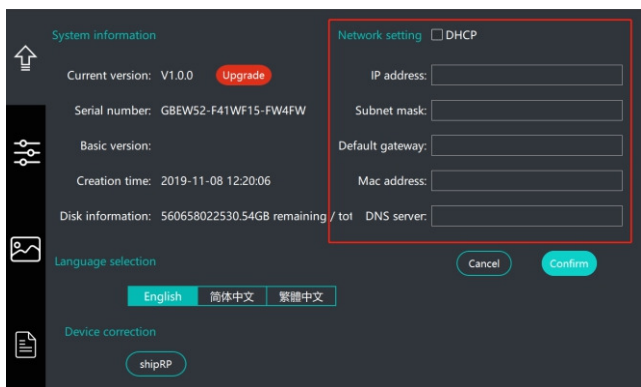 System information
Current version: V1.0.0 Upgrade
Serial number: GBEW52-F41WF15-FW4FW
Basic version:
Creation time: 2019-11-08 12:20:06
Disk information: 560658022530.54GB remaining / tot
Network setting DHCP
IP address:
Subnet mask:
Default gateway:
Mac address:
DNS server:
Cancel Confirm
Language selection
English 简体中文 繁體中文
Device correction
shipRP